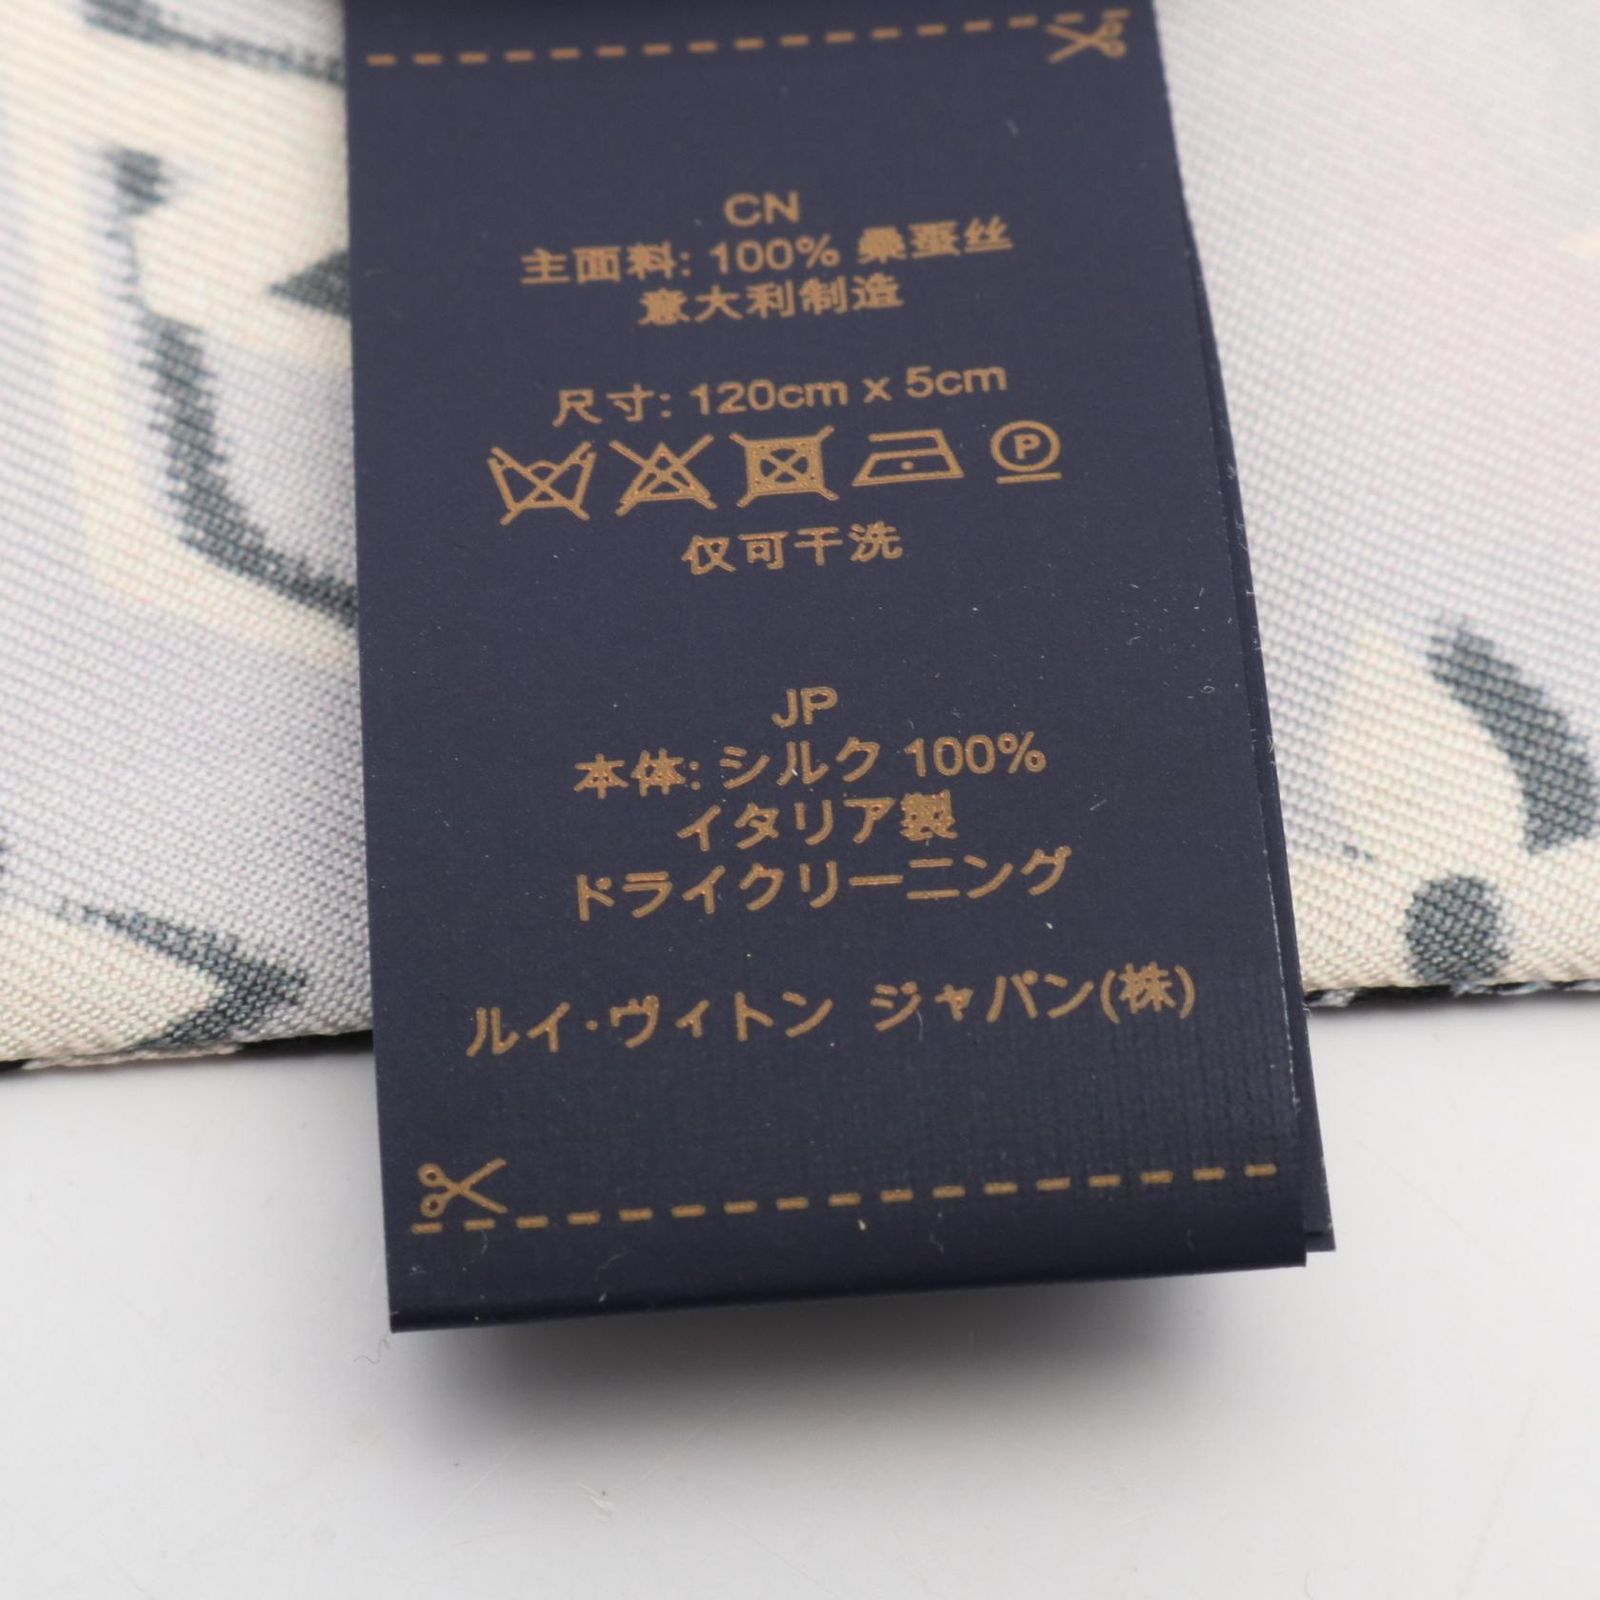 CN
主面料: 100% 桑蚕丝
意大利制造
尺寸: 120cm x 5cm
P
仅可干洗
JP
本体: シルク 100%
イタリア製
ドライクリーニング
ルイ·ヴィトン ジャパン(株)